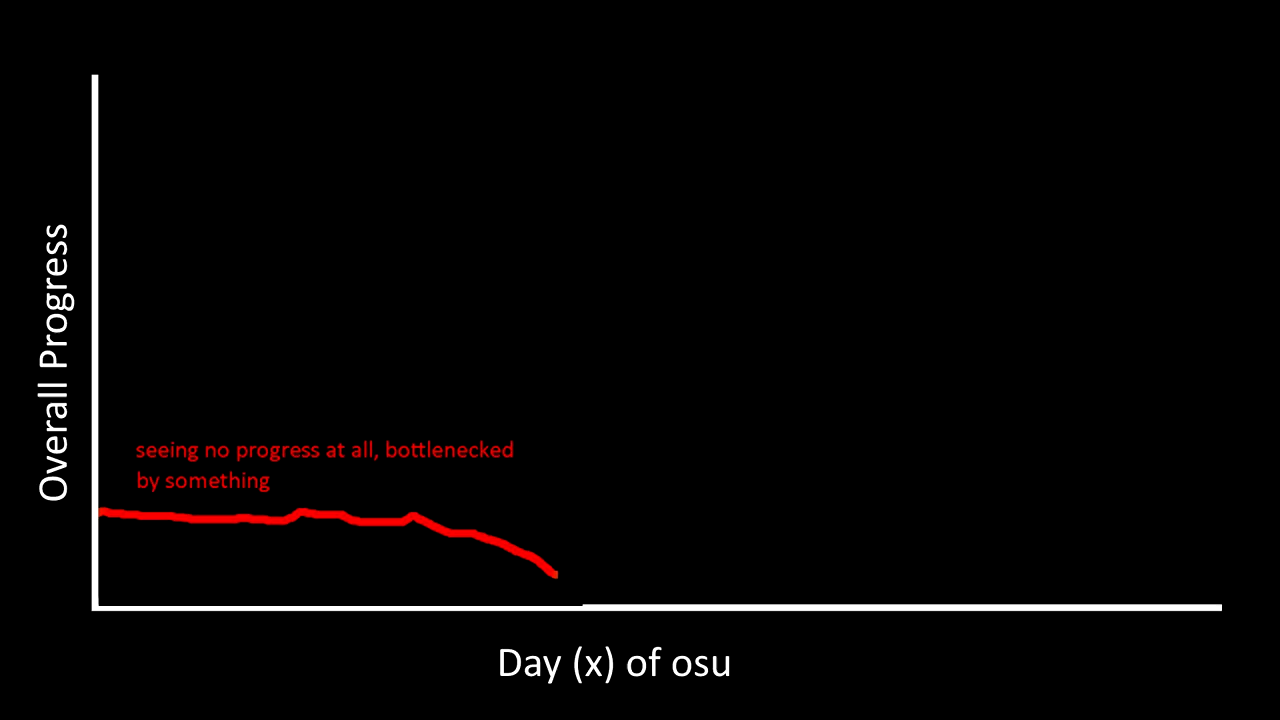 Overall Progress
seeing no progress at all, bottlenecked
by something
Day (x) of osu